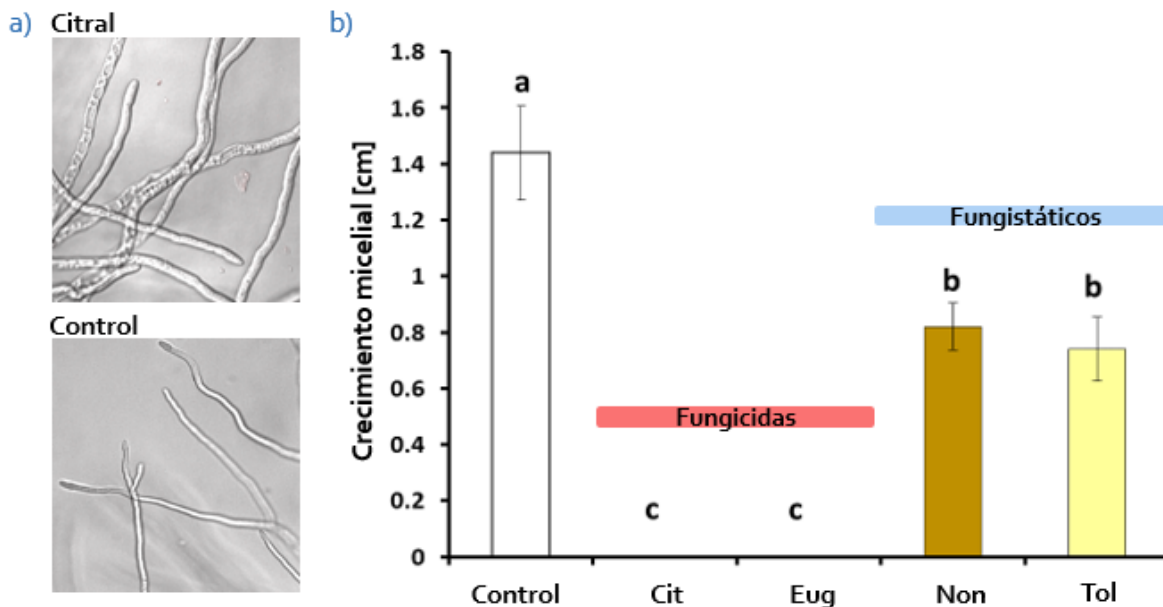 a) Citral
Control
b)
Crecimiento micelial [cm]
1.8
1.6
1.4
1.2
1
0.8
0.6
0.4
0.2
0
a
c
c
b
b
Fungicidas
Fungistáticos
Control Cit Eug Non Tol